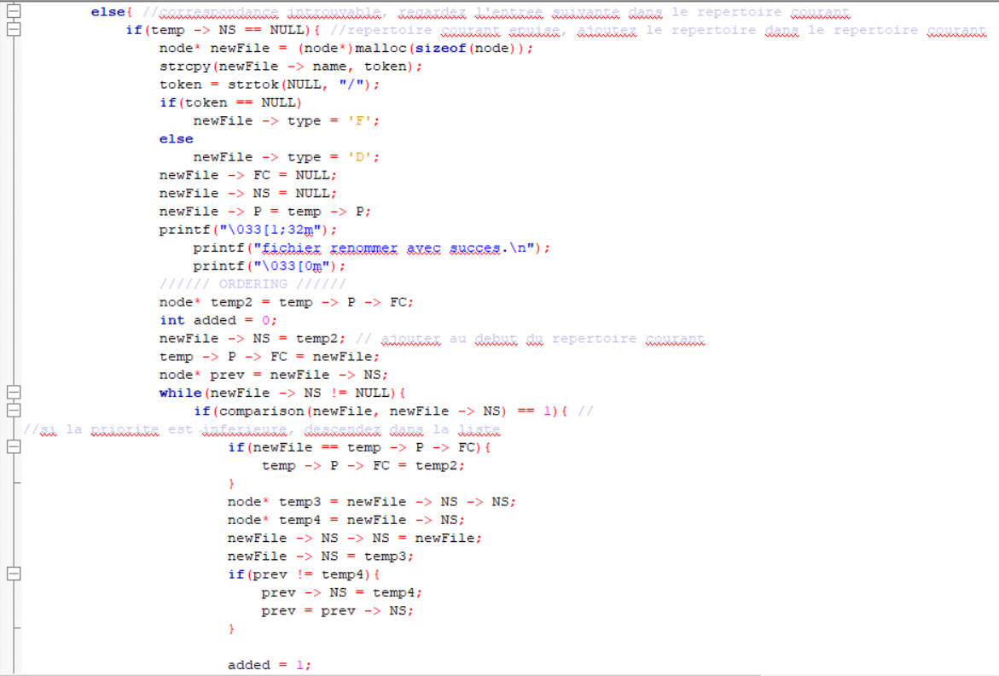 else{ //correspondance introuvable, regardez l'entree suivante dans le repertoire courant
if(temp -> NS == NULL){ //repertoire courant epuise, ajoutez le repertoire dans le repertoire courant
node* newFile = (node*)malloc(sizeof(node));
strcpy(newFile -> name, token);
token = strtok(NULL, "/");
if(token == NULL)
newFile -> type = 'F';
else
newFile -> type = 'D';
newFile -> FC = NULL;
newFile -> NS = NULL;
newFile -> P = temp -> P;
printf("\033[1;32m");
printf("fichier renommer avec succes.\n");
printf("\033[0m");
////// ORDERING //////
node* temp2 = temp -> P -> FC;
int added = 0;
newFile -> NS = temp2; // ajouter au debut du repertoire courant
temp -> P -> FC = newFile;
node* prev = newFile -> NS;
while(newFile -> NS != NULL){
if(comparison(newFile, newFile -> NS) == 1){ //
//si la priorite est inferieure, descendez dans la liste
if(newFile == temp -> P -> FC){
temp -> P -> FC = temp2;
}
node* temp3 = newFile -> NS -> NS;
node* temp4 = newFile -> NS;
newFile -> NS -> NS = newFile;
newFile -> NS = temp3;
if(prev != temp4){
prev -> NS = temp4;
prev = prev -> NS;
}
added = 1;